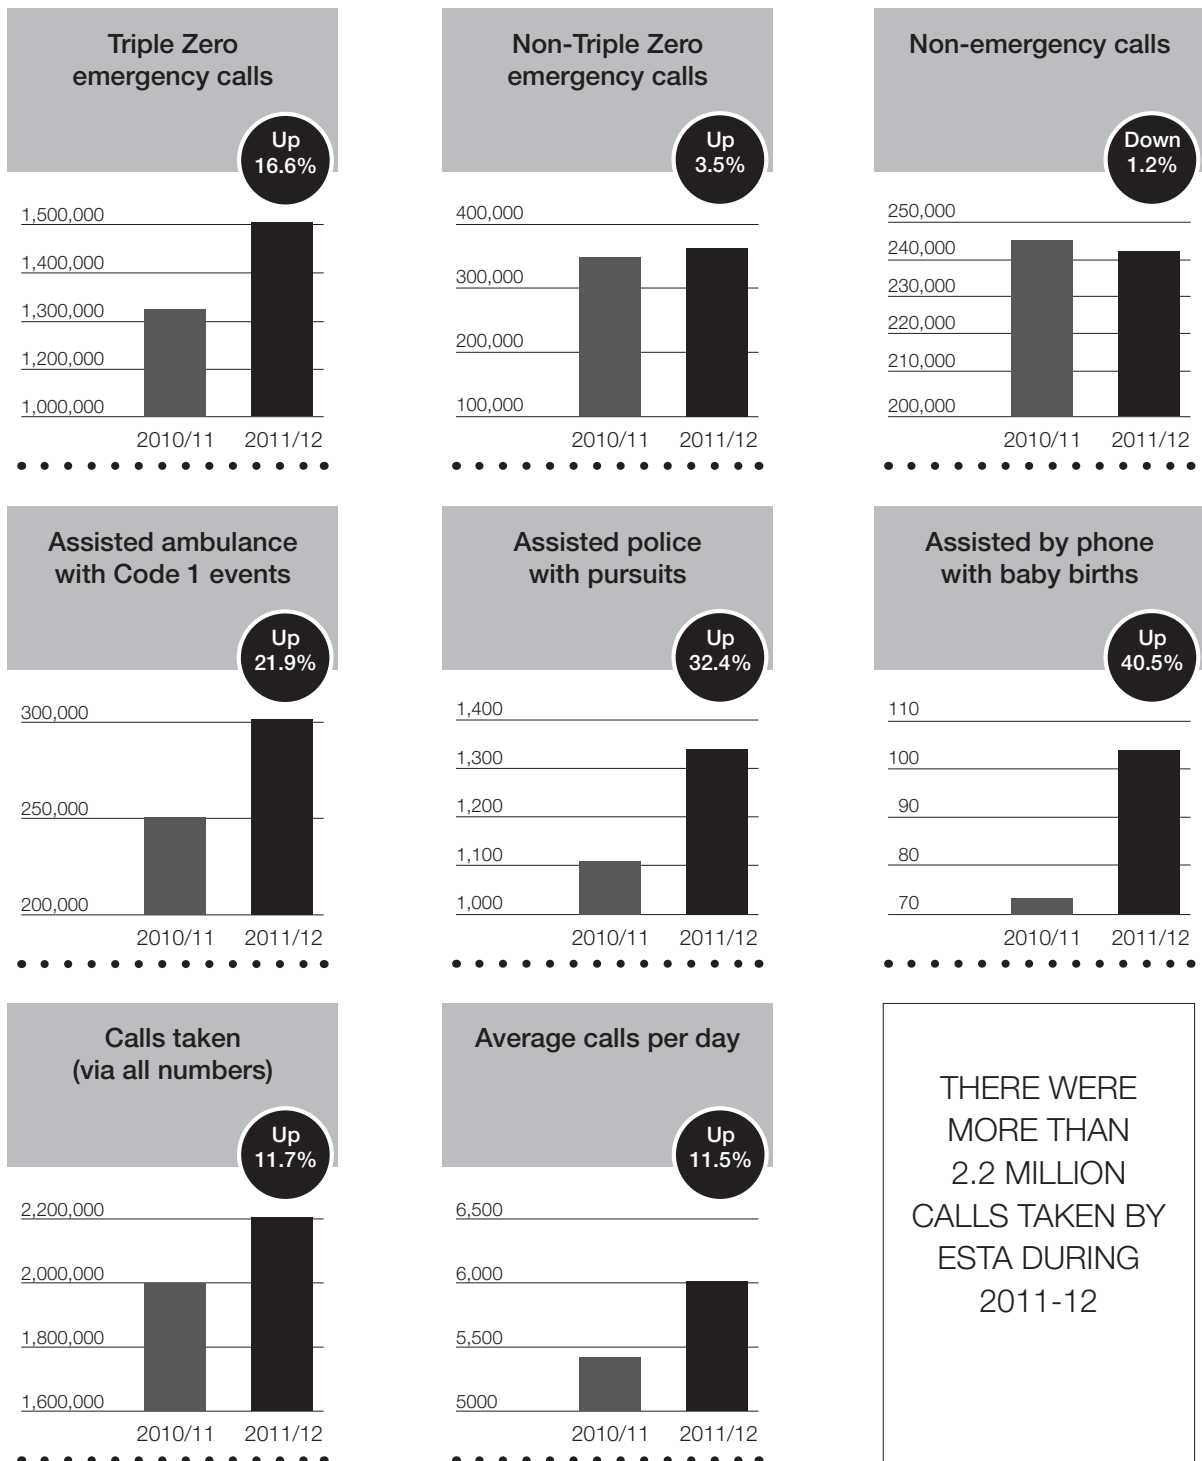 Triple Zero
emergency calls
Up
16.6%
1,500,000
1,400,000
1,300,000
1,200,000
1,000,000
2010/11 2011/12
Non-Triple Zero
emergency calls
Up
3.5%
400,000
300,000
200,000
100,000
2010/11 2011/12
Non-emergency calls
Down
1.2%
250,000
240,000
230,000
220,000
210,000
200,000
2010/11 2011/12
Assisted ambulance
with Code 1 events
Up
21.9%
300,000
250,000
200,000
2010/11 2011/12
Assisted police
with pursuits
Up
32.4%
1,400
1,300
1,200
1,100
1,000
2010/11 2011/12
Assisted by phone
with baby births
Up
40.5%
110
100
90
80
70
2010/11 2011/12
Calls taken
(via all numbers)
Up
11.7%
2,200,000
2,000,000
1,800,000
1,600,000
2010/11 2011/12
Average calls per day
Up
11.5%
6,500
6,000
5,500
5000
2010/11 2011/12
THERE WERE
MORE THAN
2.2 MILLION
CALLS TAKEN BY
ESTA DURING
2011-12